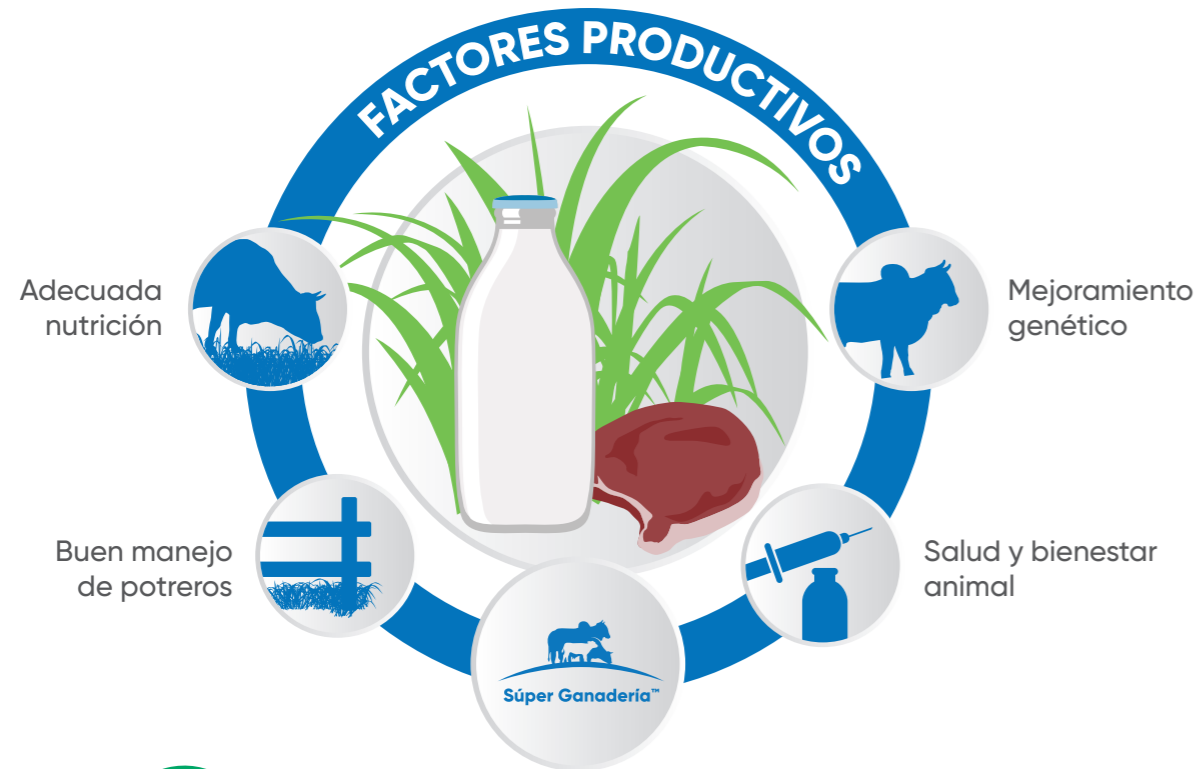 FACTORES PRODUCTIVOS
Adecuada
nutrición
Mejoramiento
genético
Buen manejo
de potreros
Salud y bienestar
animal
Súper Ganadería™